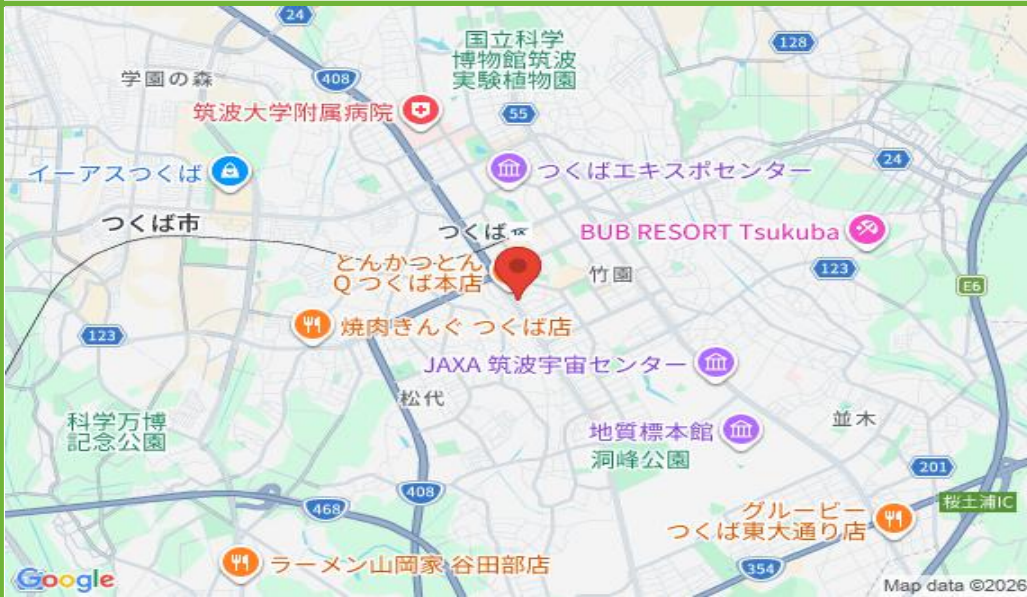 24
国立科学
博物館筑波
実験植物園
128
学園の森
408
筑波大学附属病院
55
イーアスつくば
つくばエキスポセンター
24
つくば市
つくば
BUB RESORT Tsukuba
とんかつとん
Q つくば本店
竹園
123
E6
焼肉きんぐ つくば店
123
JAXA 筑波宇宙センター
松代
科学万博
記念公園
地質標本館
並木
洞峰公園
201
408
468
桜土浦IC
グルービー
つくば東大通り店
ラーメン山岡家 谷田部店
354
Google
Map data ©2026